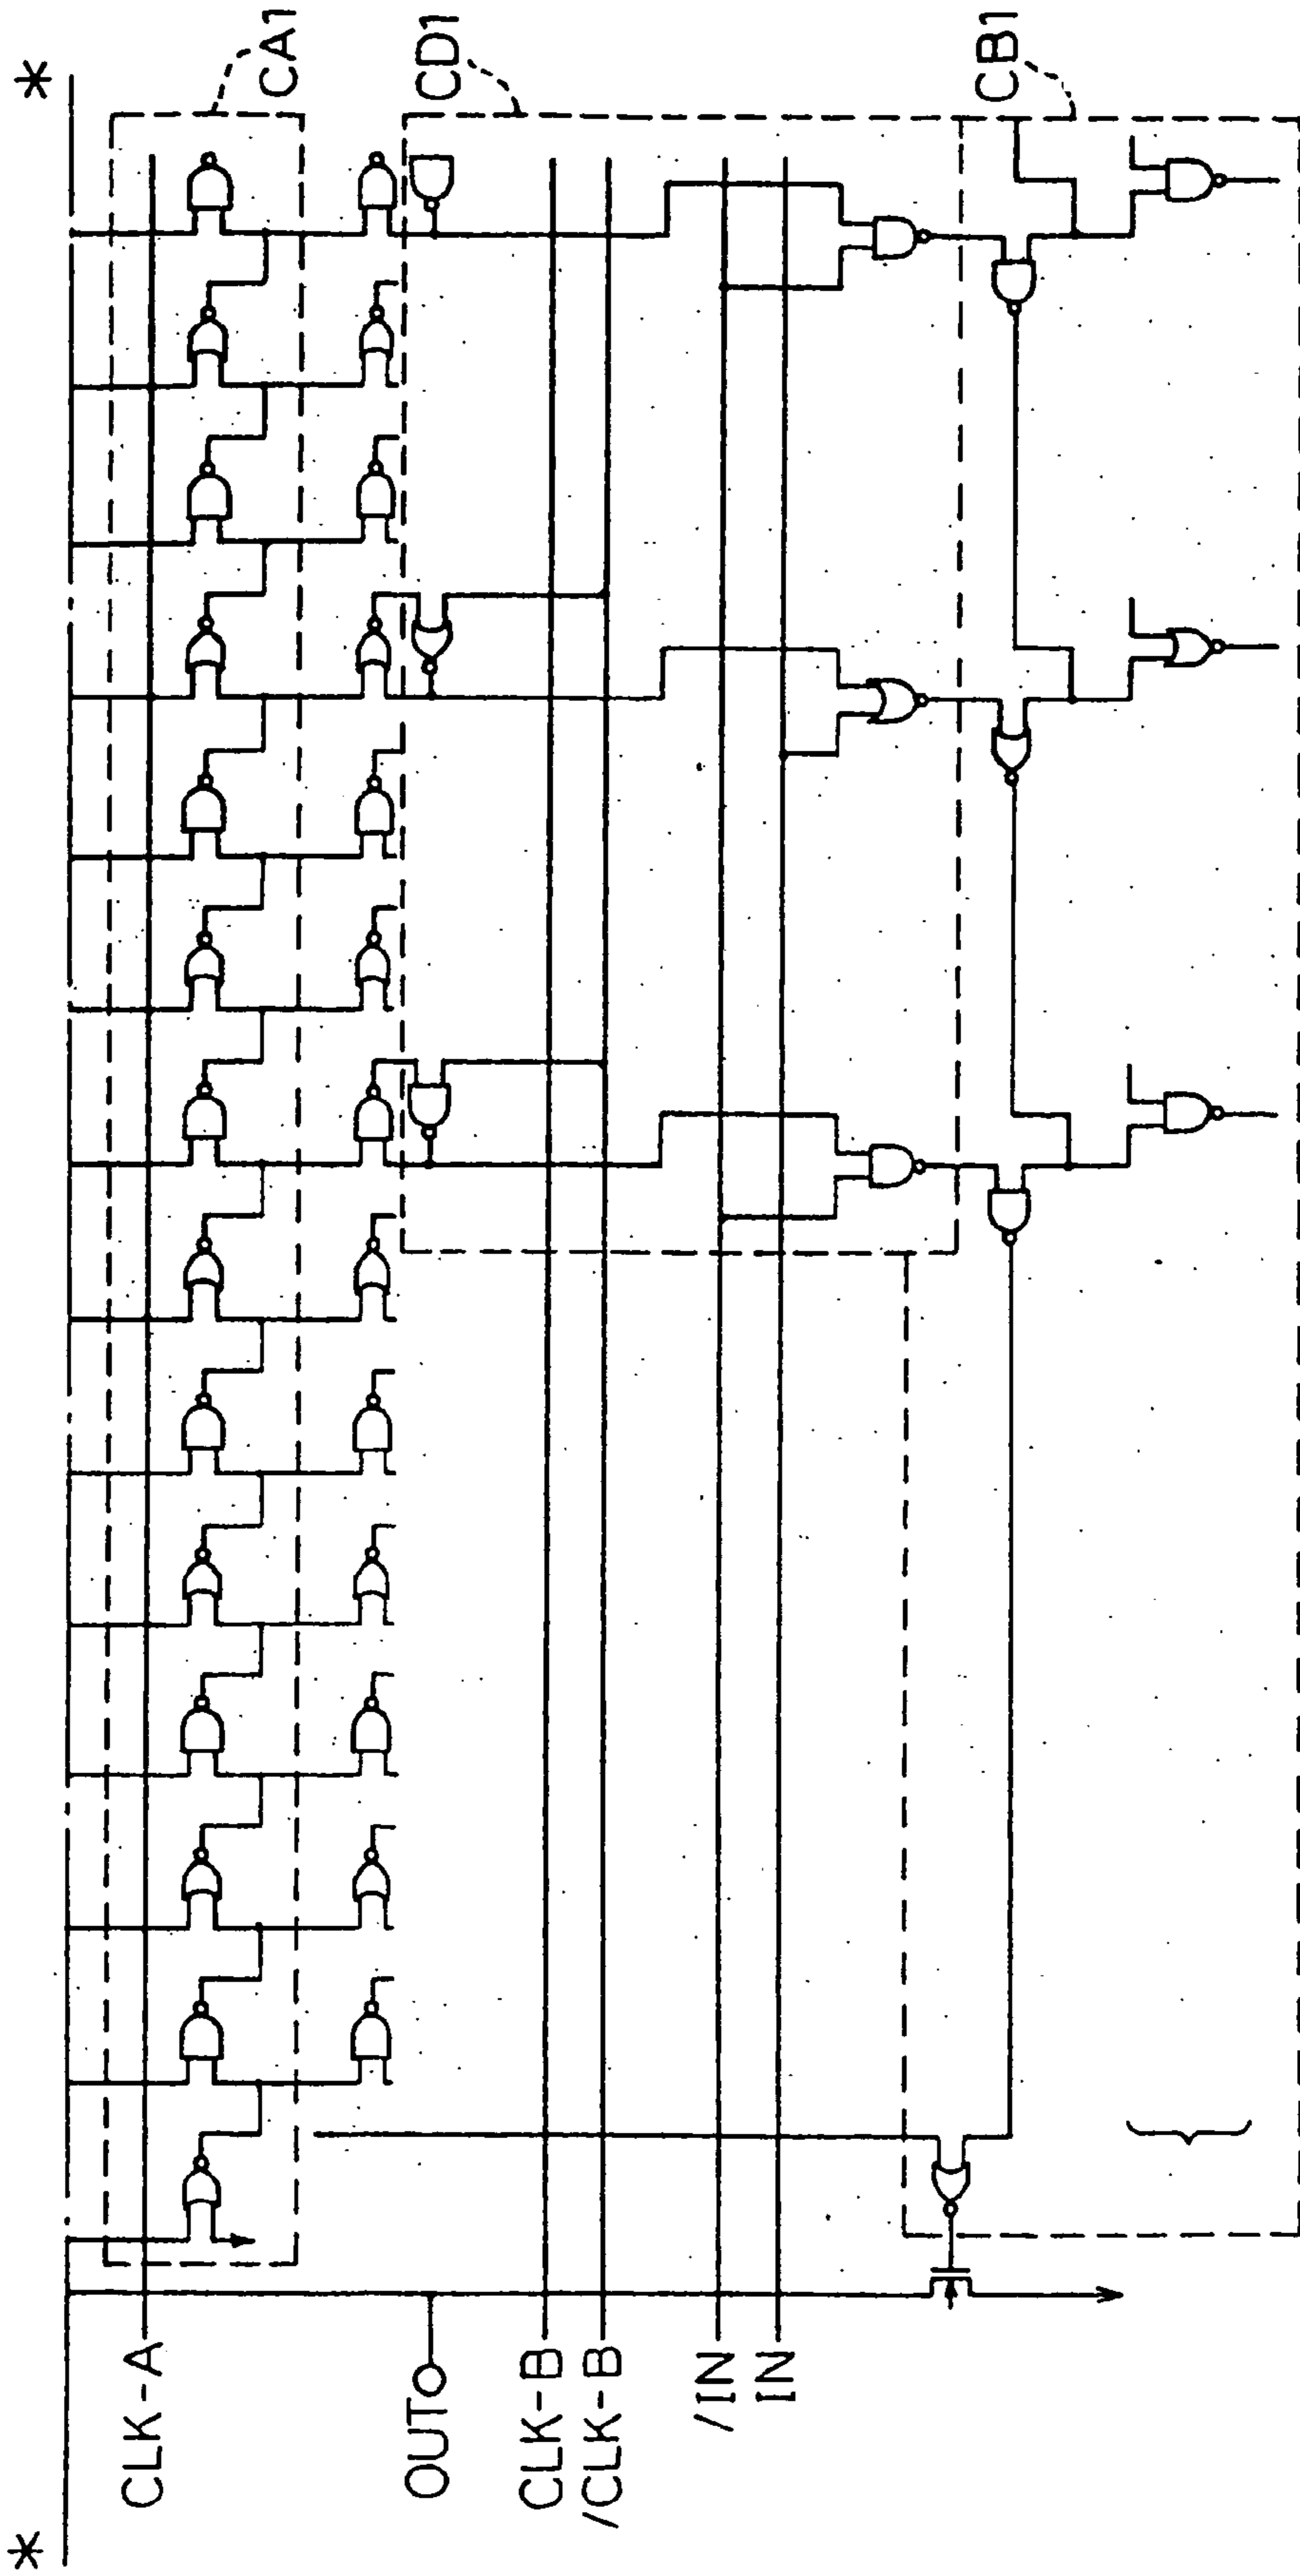 *
*
CA1
CD1
CB1
CLK-A
OUT
CLK-B
/CLK-B
/IN
IN